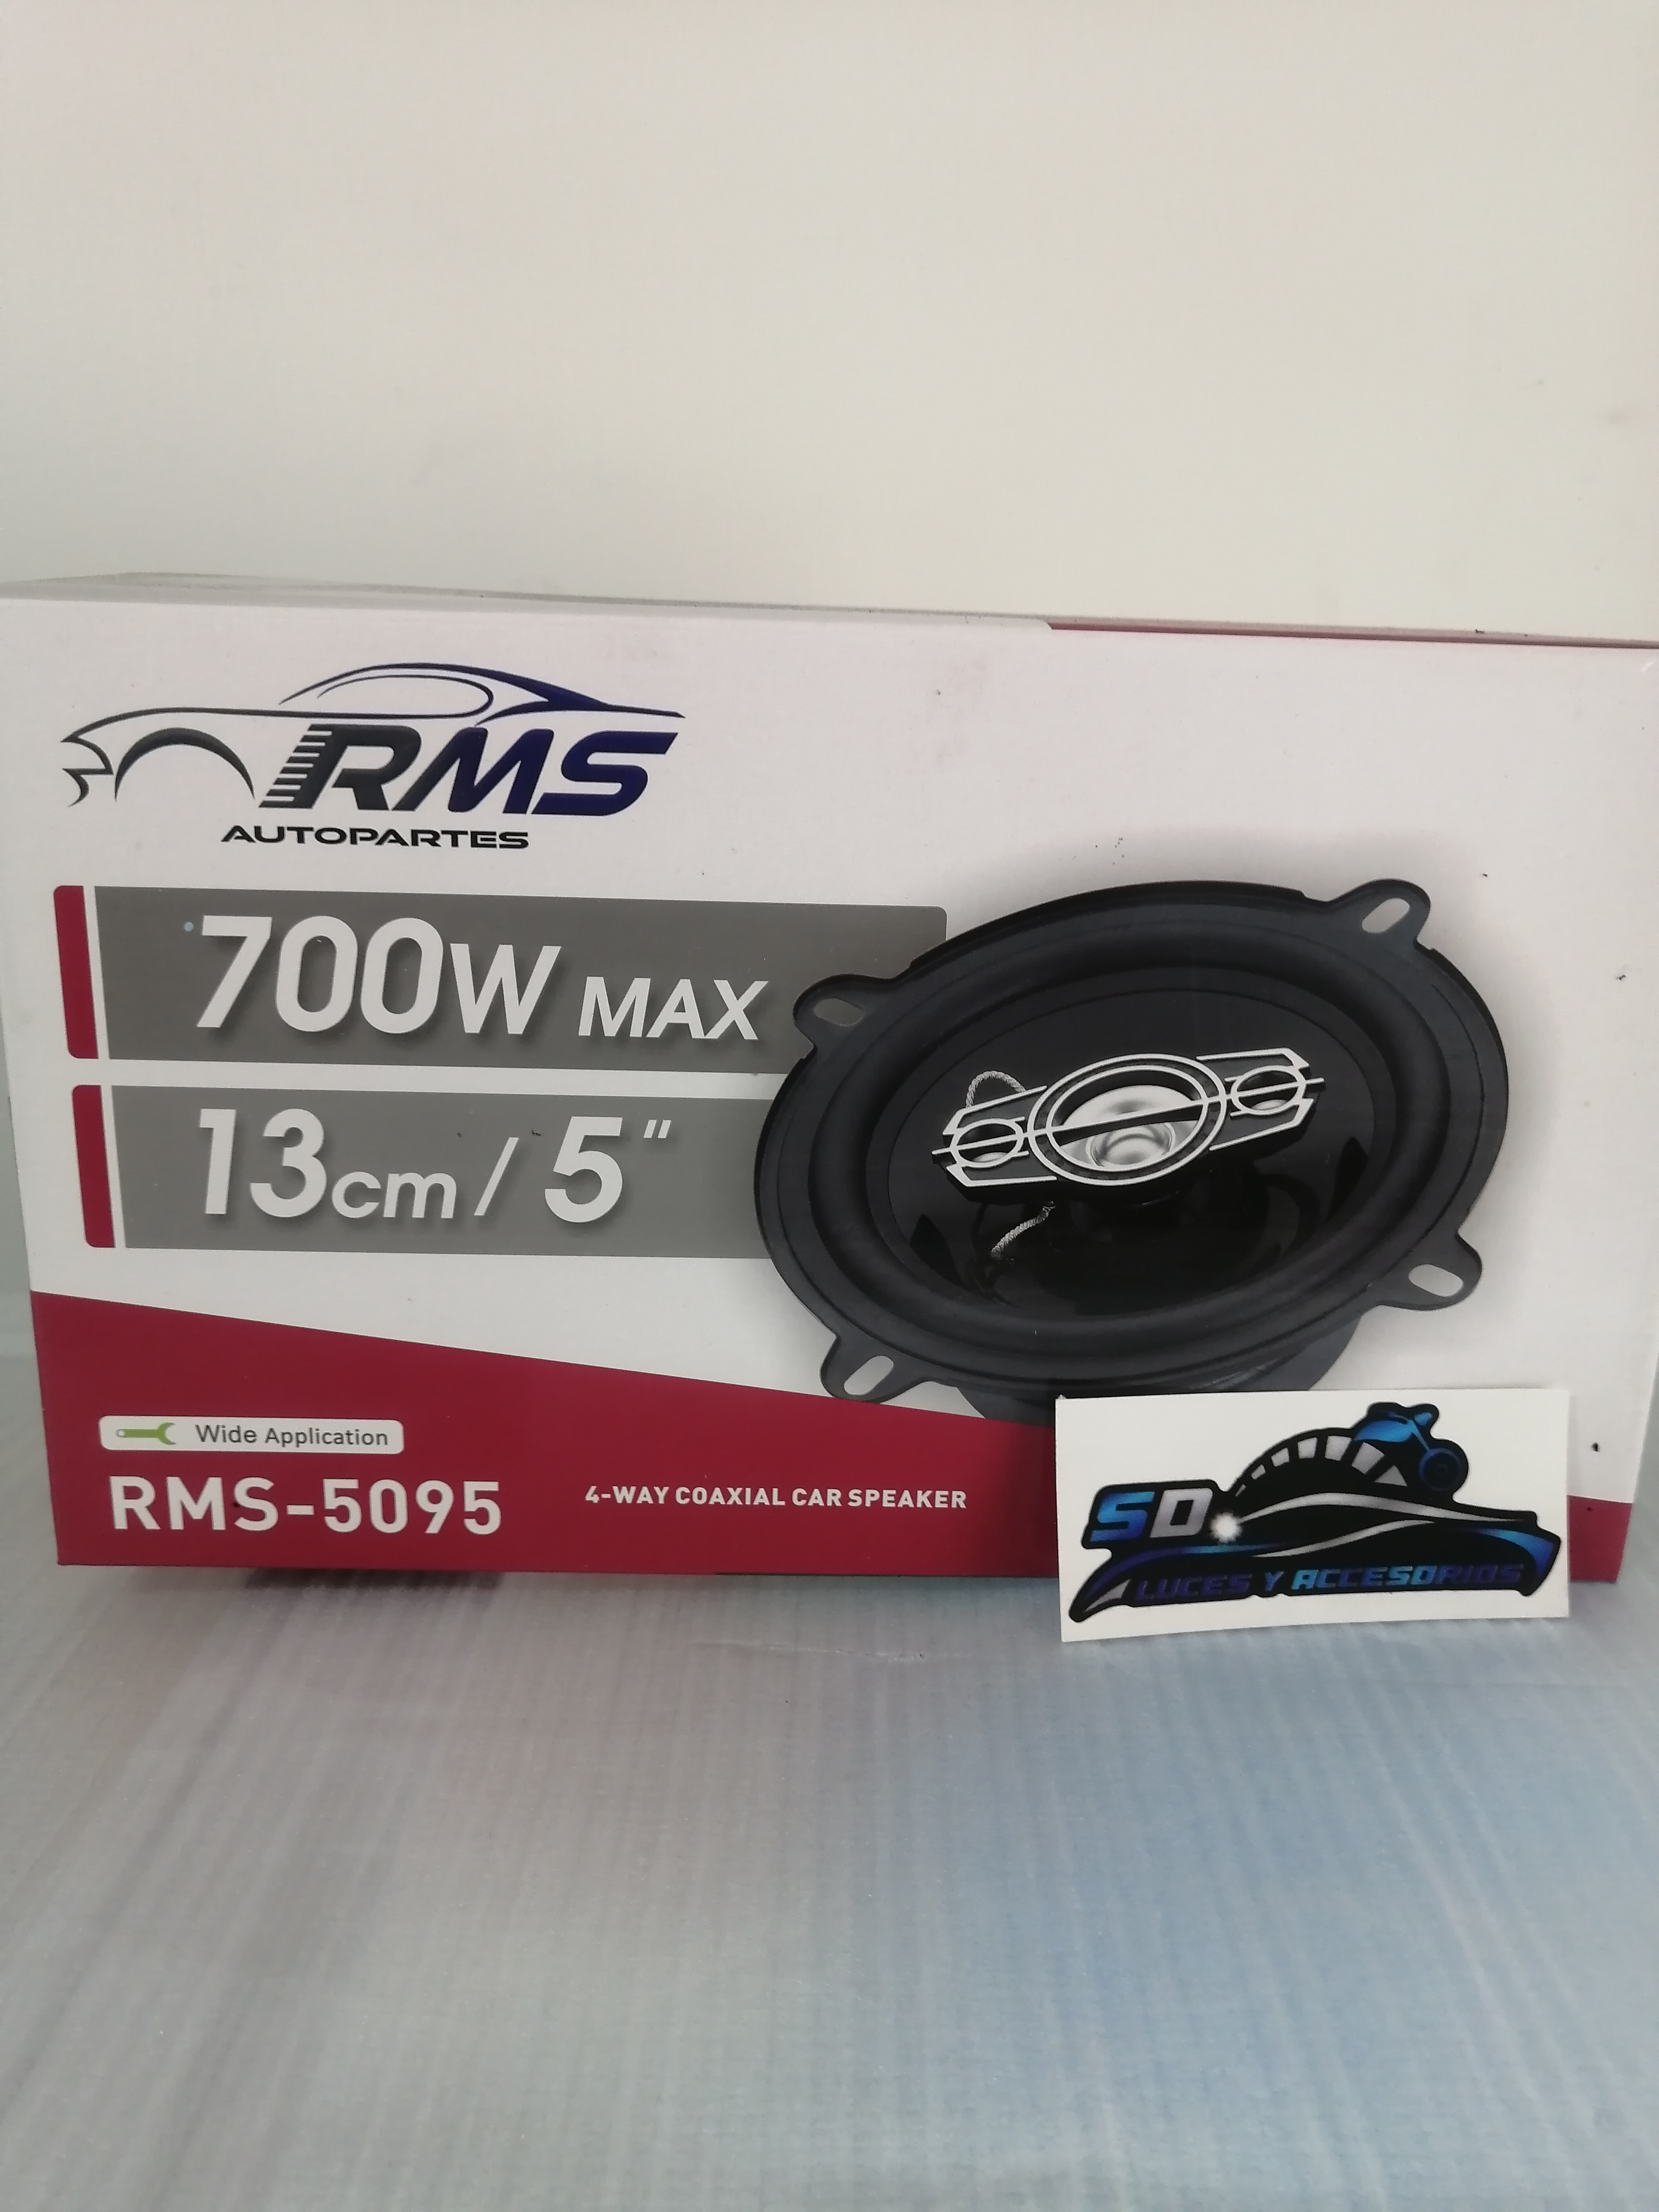 RMS
AUTOPARTES
700W MAX
13cm / 5"
Wide Application
RMS-5095
4-WAY COAXIAL CAR SPEAKER
SD
LUCES Y ACCESORIOS